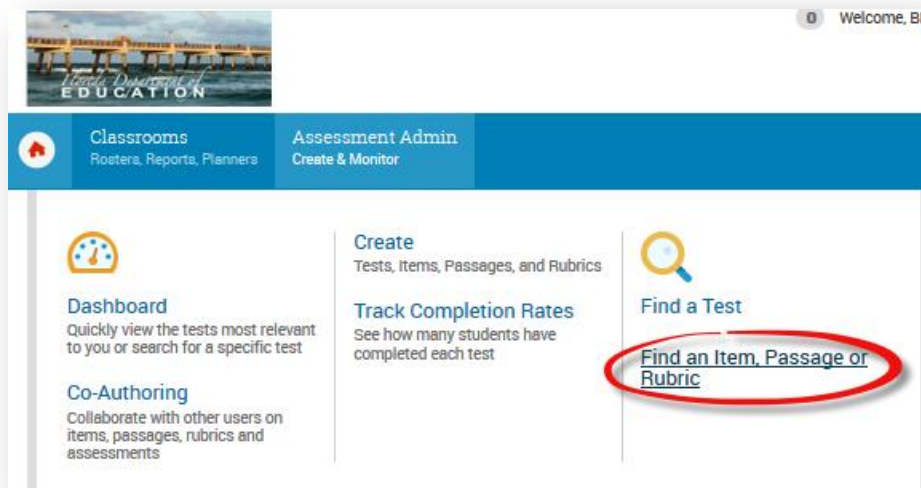 0 Welcome, B
Florida Department of
EDUCATION
Classrooms
Rosters, Reports, Planners
Assessment Admin
Create & Monitor
Dashboard
Quickly view the tests most relevant
to you or search for a specific test
Co-Authoring
Collaborate with other users on
items, passages, rubrics and
assessments
Create
Tests, Items, Passages, and Rubrics
Track Completion Rates
See how many students have
completed each test
Find a Test
Find an Item, Passage or
Rubric